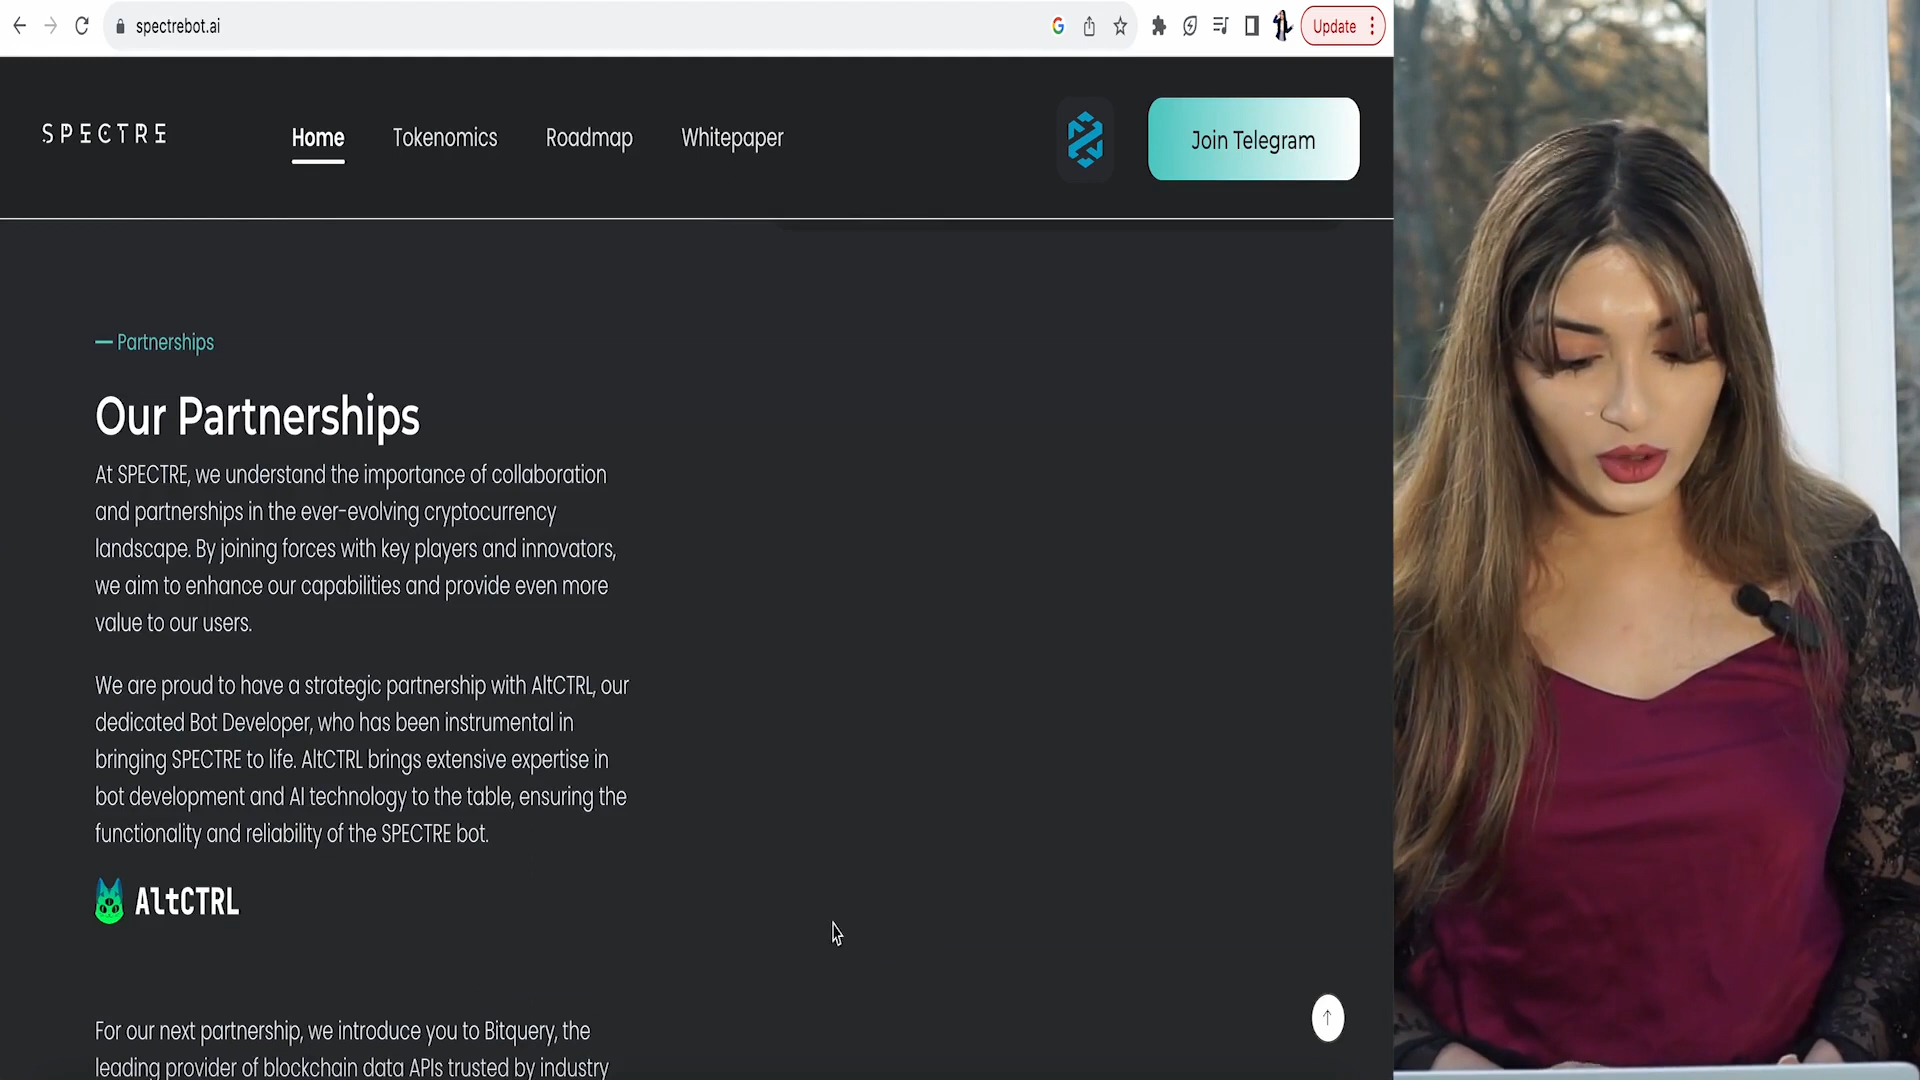 spectrebot.ai
Update
SPECTRE
Home
Tokenomics
Roadmap
Whitepaper
Join Telegram
Partnerships
Our Partnerships
At SPECTRE, we understand the importance of collaboration
and partnerships in the ever-evolving cryptocurrency
landscape. By joining forces with key players and innovators,
we aim to enhance our capabilities and provide even more
value to our users.
We are proud to have a strategic partnership with AltCTRL, our
dedicated Bot Developer, who has been instrumental in
bringing SPECTRE to life. AltCTRL brings extensive expertise in
bot development and AI technology to the table, ensuring the
functionality and reliability of the SPECTRE bot.
AltCTRL
For our next partnership, we introduce you to Bitquery, the
leading provider of blockchain data APIs trusted by industry